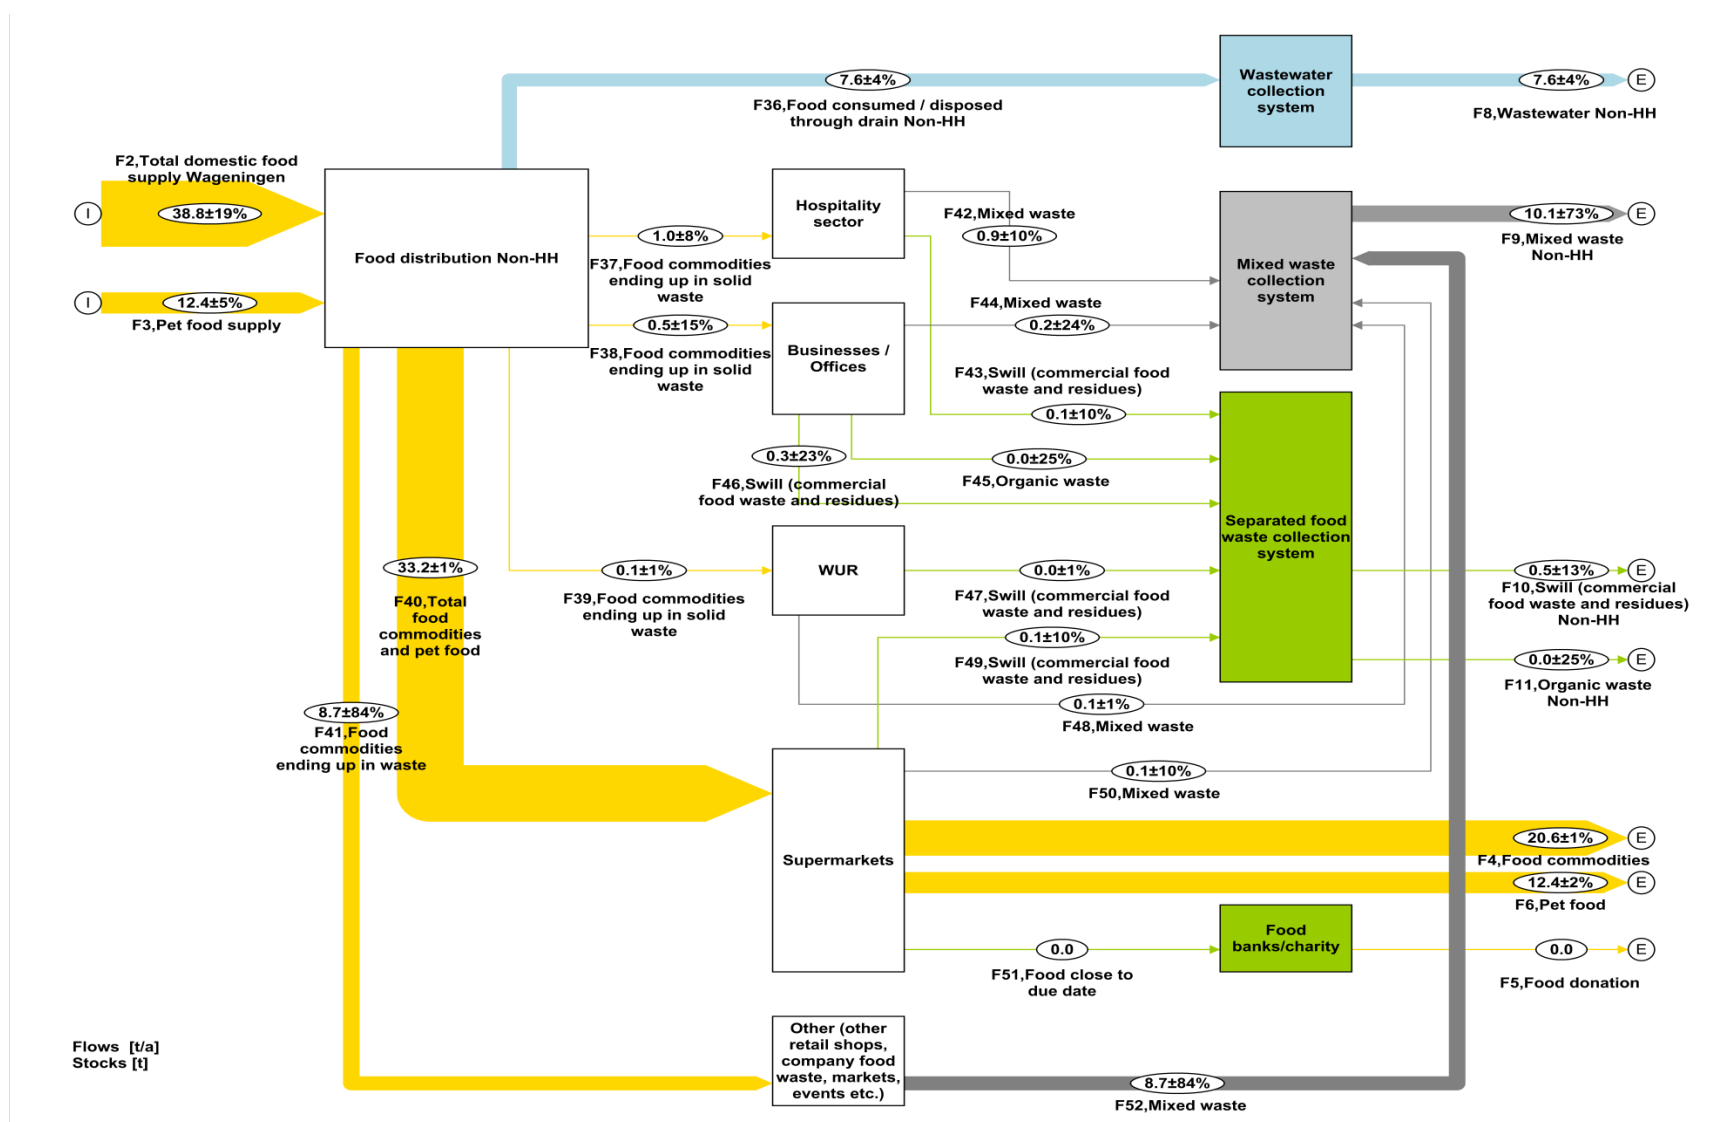 7.6±4%
F36,Food consumed / disposed
through drain Non-HH
Wastewater
collection
system
7.6±4%
E
F8,Wastewater Non-HH
F2,Total domestic food
supply Wageningen
I
38.8±19%
I
12.4±5%
F3,Pet food supply
Food distribution Non-HH
1.0±8%
F37,Food commodities
ending up in solid
waste
0.5±15%
F38,Food commodities
ending up in solid
waste
Hospitality
sector
F42,Mixed waste
0.9±10%
Businesses /
Offices
F44,Mixed waste
0.2±24%
F43,Swill (commercial food
waste and residues)
0.1±10%
0.3±23%
F46,Swill (commercial
food waste and residues)
0.0±25%
F45,Organic waste
Mixed waste
collection
system
10.1±73%
E
F9,Mixed waste
Non-HH
Separated food
waste collection
system
33.2±1%
F40,Total
food
commodities
and pet food
0.1±1%
F39,Food commodities
ending up in solid
waste
WUR
0.0±1%
F47,Swill (commercial food
waste and residues)
0.1±10%
F49,Swill (commercial food
waste and residues)
0.1±1%
F48,Mixed waste
0.5±13%
E
F10,Swill (commercial
food waste and residues)
Non-HH
0.0±25%
E
F11,Organic waste
Non-HH
8.7±84%
F41,Food
commodities
ending up in waste
Supermarkets
0.1±10%
F50,Mixed waste
20.6±1%
E
F4,Food commodities
12.4±2%
E
F6,Pet food
0.0
F51,Food close to
due date
Food
banks/charity
0.0
E
F5,Food donation
Other (other
retail shops,
company food
waste, markets,
events etc.)
8.7±84%
F52,Mixed waste
Flows [t/a]
Stocks [t]